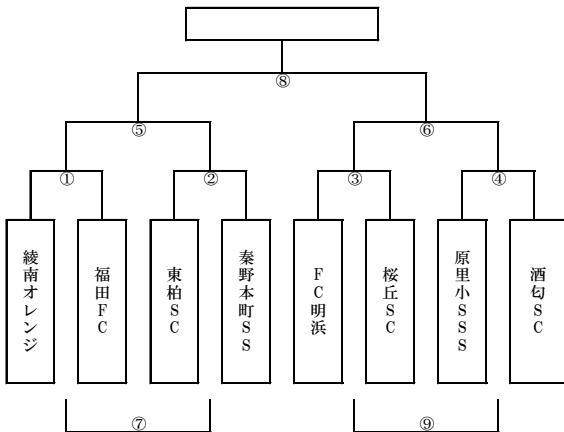 ⑧
⑤
⑥
①
②
③
④
綾南オレンジ
福田FC
東柏SC
秦野本町SS
FC明浜
桜丘SC
原里小SSS
酒匂SC
⑦
⑨